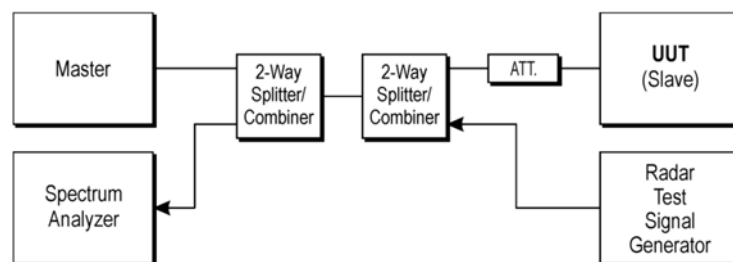 Master
2-Way
Splitter/
Combiner
2-Way
Splitter/
Combiner
ATT.
UUT
(Slave)
Spectrum
Analyzer
Radar
Test
Signal
Generator